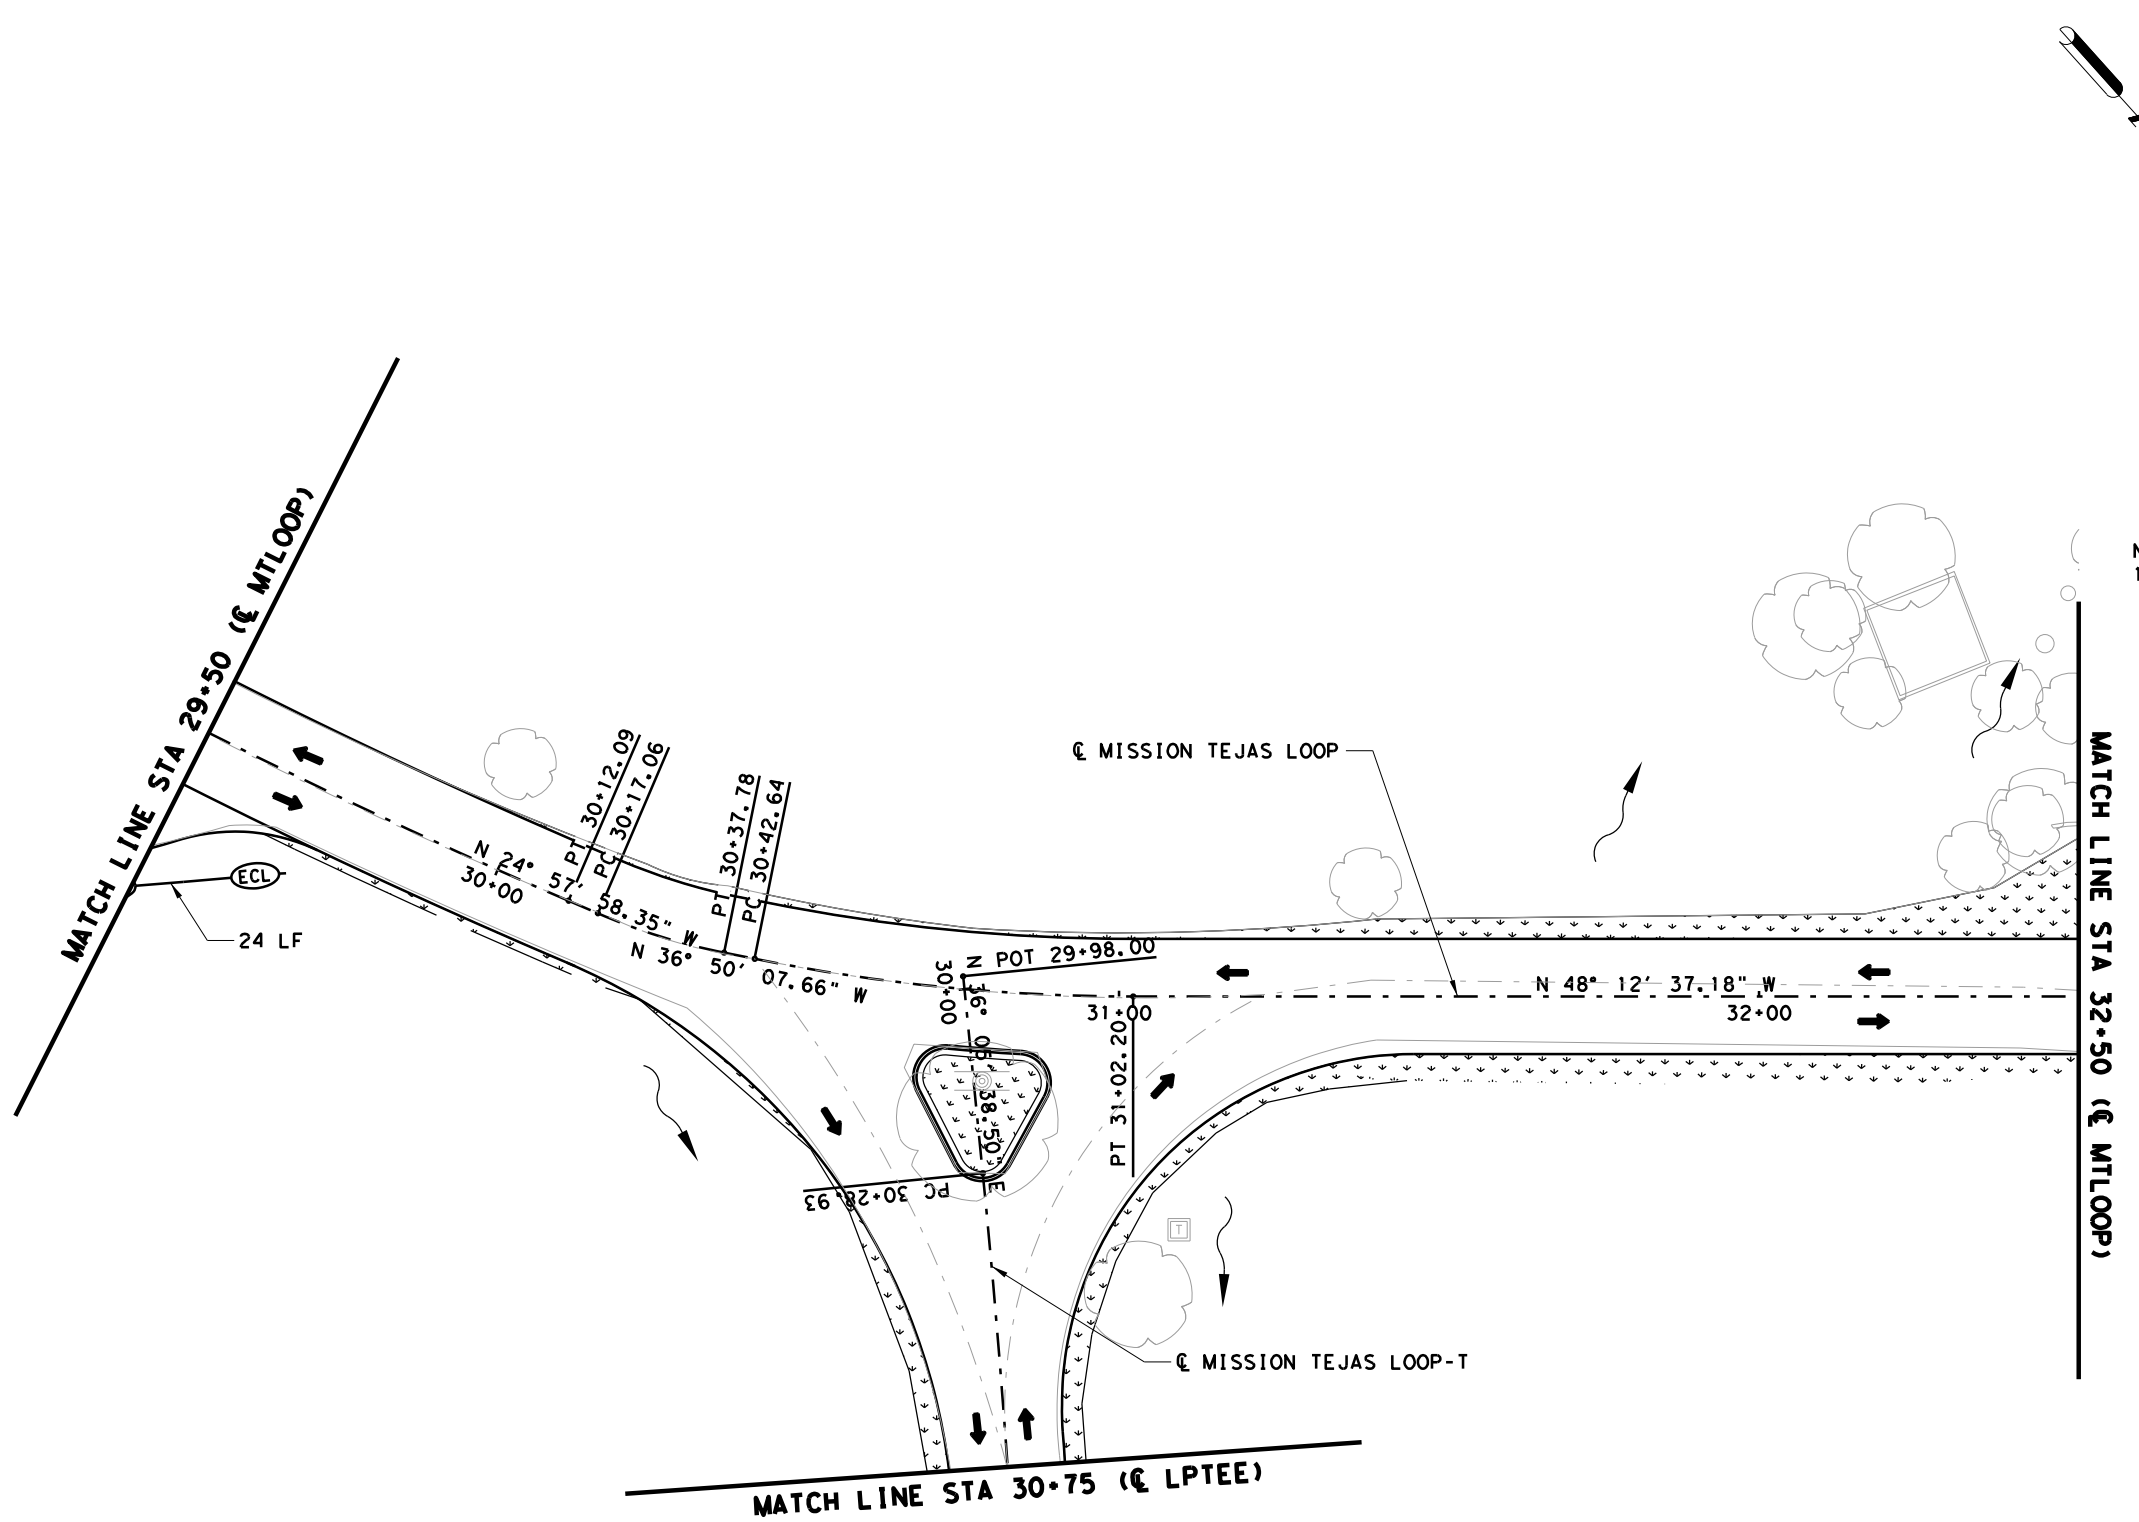 MATCH LINE STA 29+50 (℄ MTLOOP)
ECL
24 LF
N 24° 57' 58.35" W
30+00
PT 30+12.09
PC 30+17.06
PT 30+37.78
PC 30+42.64
N 36° 50' 07.66" W
POT 29+98.00
30+00
N 36° 05' 38.50" E
PC 30+28.93
31+00
PT 31+02.20
℄ MISSION TEJAS LOOP
N 48° 12' 37.18" W
32+00
℄ MISSION TEJAS LOOP-T
T
MATCH LINE STA 32+50 (℄ MTLOOP)
MATCH LINE STA 30+75 (℄ LPTEE)